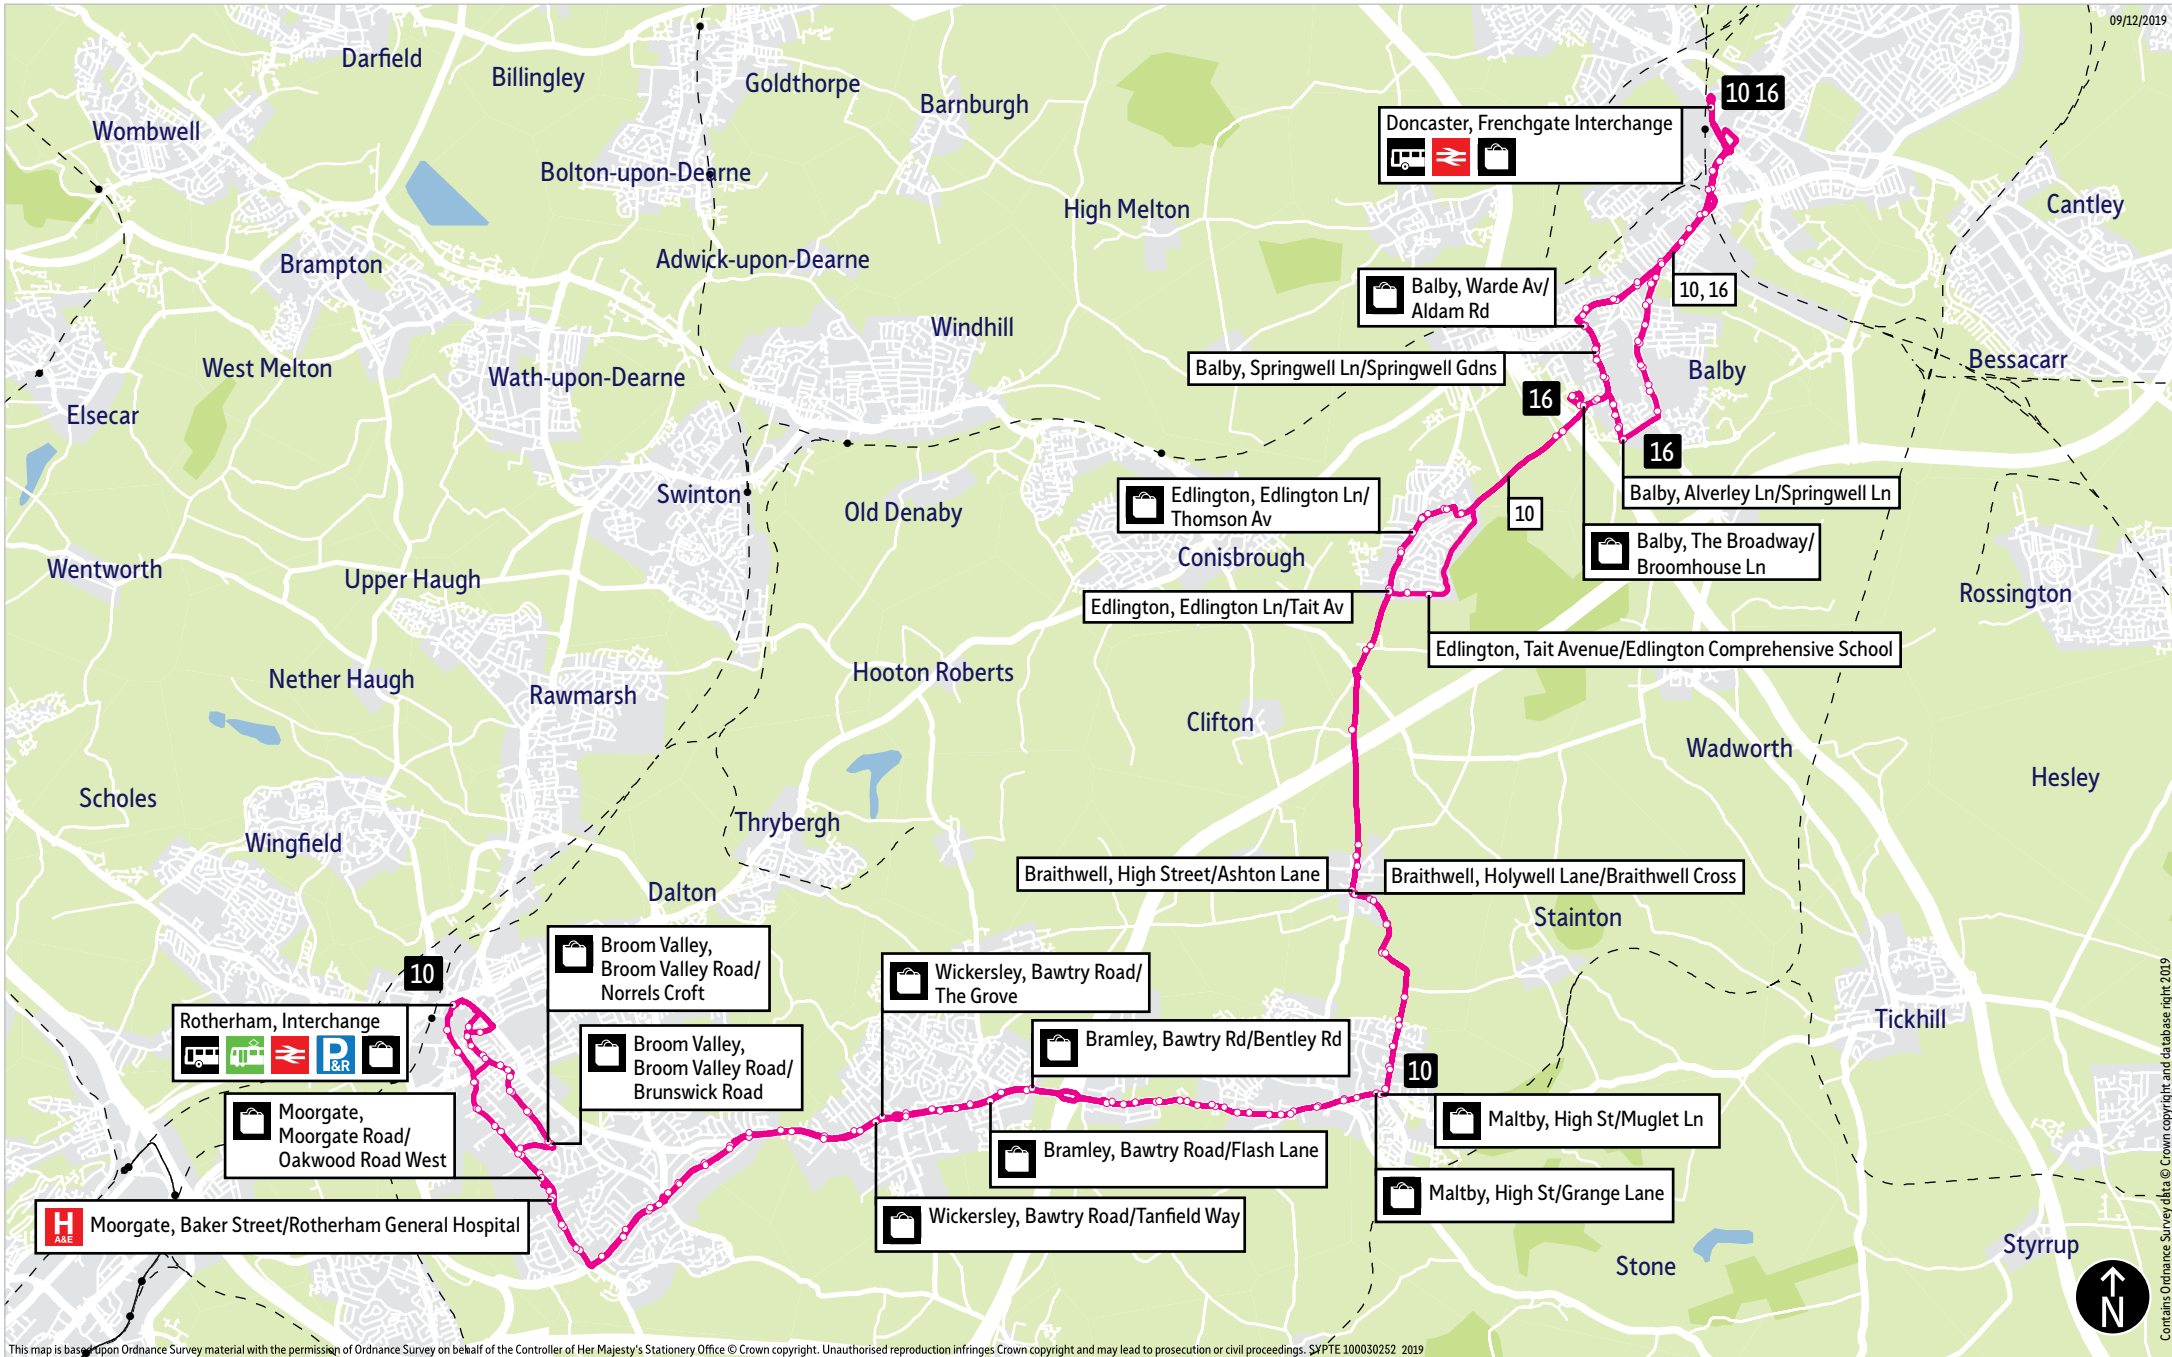 09/12/2019
Darfield
Billingley
Goldthorpe
Barnburgh
Wombwell
Bolton-upon-Dearne
High Melton
Cantley
10 16
Doncaster, Frenchgate Interchange
Brampton
Adwick-upon-Dearne
Windhill
Balby, Warde Av/
Aldam Rd
10, 16
West Melton
Wath-upon-Dearne
Balby, Springwell Ln/Springwell Gdns
Balby
Bessacarr
Elsecar
16
16
Swinton
Old Denaby
Edlington, Edlington Ln/
Thomson Av
10
Balby, Alverley Ln/Springwell Ln
Balby, The Broadway/
Broomhouse Ln
Conisbrough
Wentworth
Upper Haugh
Rossington
Edlington, Edlington Ln/Tait Av
Edlington, Tait Avenue/Edlington Comprehensive School
Nether Haugh
Rawmarsh
Hooton Roberts
Clifton
Wadworth
Hesley
Scholes
Wingfield
Thrybergh
Dalton
Braithwell, High Street/Ashton Lane
Braithwell, Holywell Lane/Braithwell Cross
Stainton
Tickhill
10
Broom Valley,
Broom Valley Road/
Norrels Croft
Wickersley, Bawtry Road/
The Grove
Rotherham, Interchange
P
&R
Broom Valley,
Broom Valley Road/
Brunswick Road
Bramley, Bawtry Rd/Bentley Rd
10
Moorgate,
Moorgate Road/
Oakwood Road West
Maltby, High St/Muglet Ln
Bramley, Bawtry Road/Flash Lane
Maltby, High St/Grange Lane
H
A&E
Moorgate, Baker Street/Rotherham General Hospital
Wickersley, Bawtry Road/Tanfield Way
Stone
Styrrup
N
Contains Ordnance Survey data © Crown copyright and database right 2019
This map is based upon Ordnance Survey material with the permission of Ordnance Survey on behalf of the Controller of Her Majesty's Stationery Office © Crown copyright. Unauthorised reproduction infringes Crown copyright and may lead to prosecution or civil proceedings. SYPTE 100030252 2019